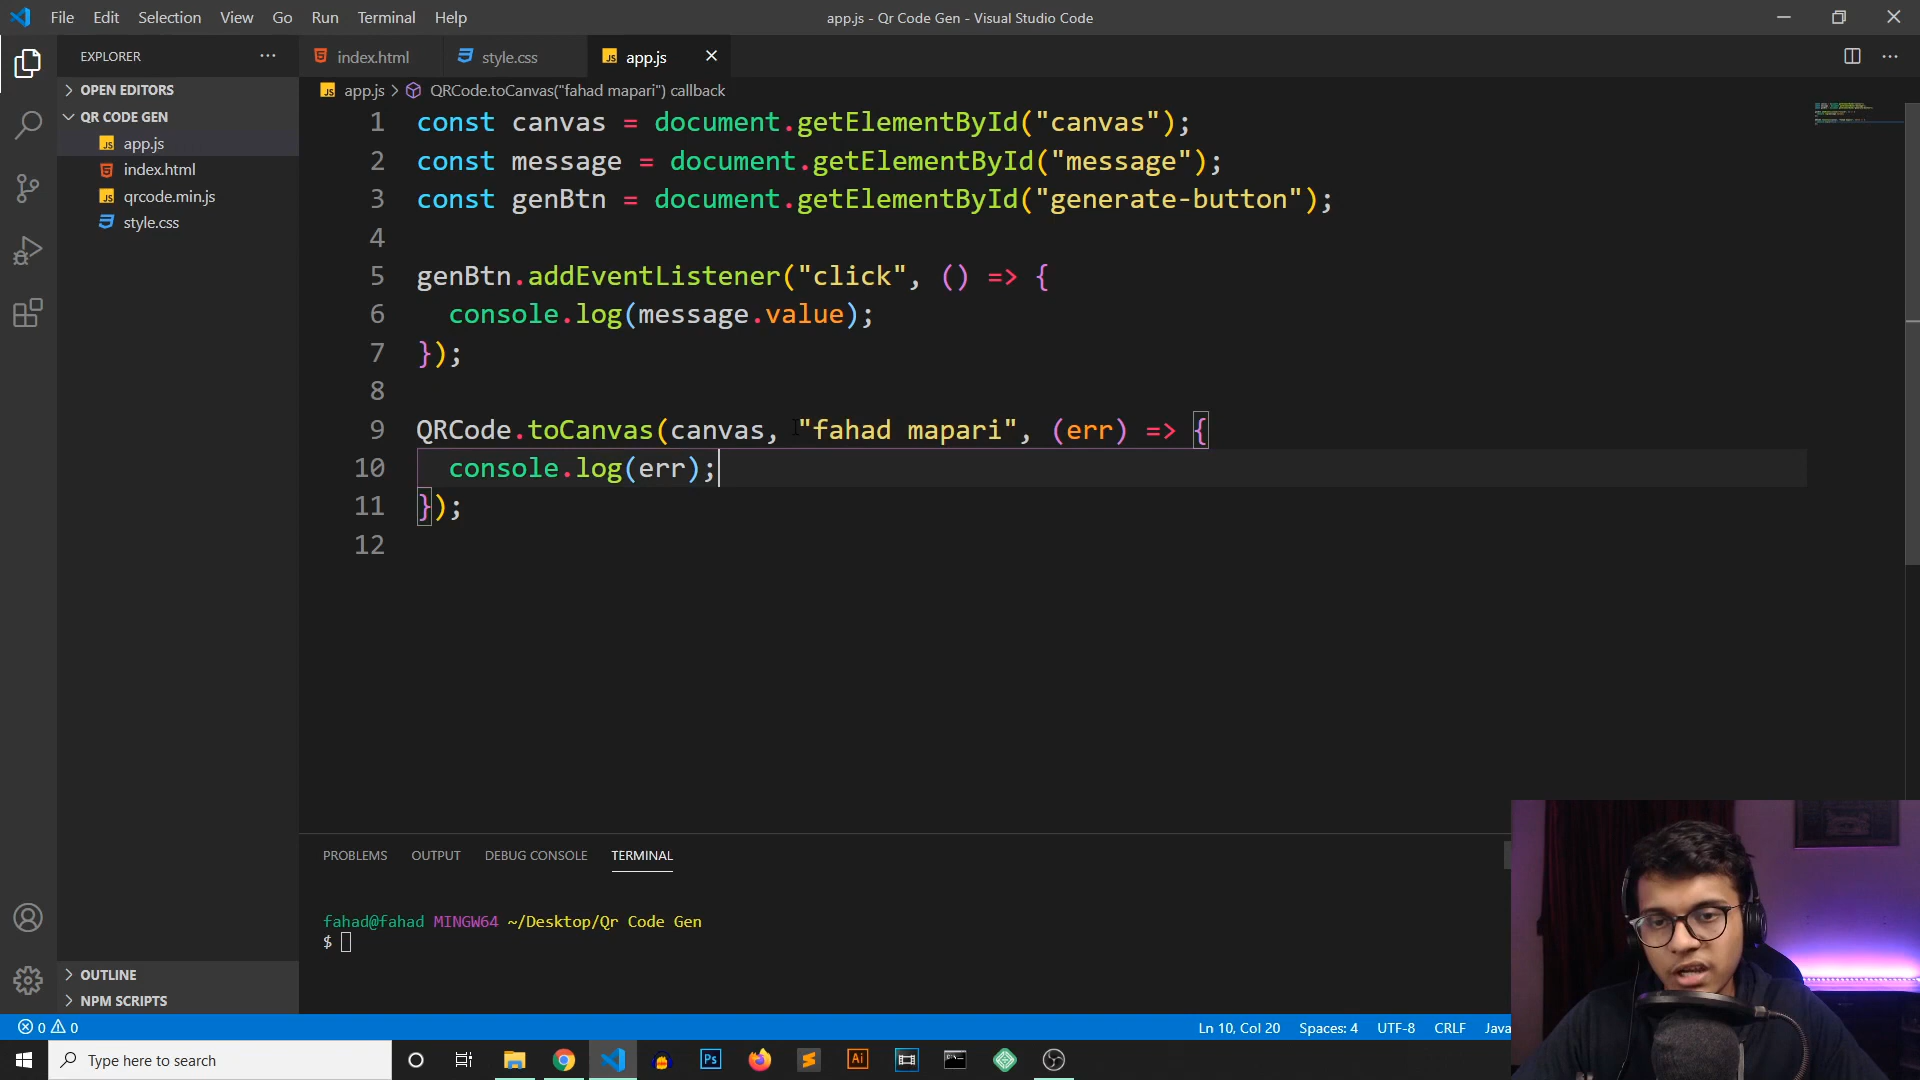 File Edit Selection View Go Run Terminal Help
app.js - Qr Code Gen - Visual Studio Code
EXPLORER
OPEN EDITORS
QR CODE GEN
JS app.js
index.html
JS qrcode.min.js
style.css
OUTLINE
NPM SCRIPTS
index.html
style.css
JS app.js
JS app.js > QRCode.toCanvas("fahad mapari") callback
1 const canvas = document.getElementById("canvas");
2 const message = document.getElementById("message");
3 const genBtn = document.getElementById("generate-button");
4
5 genBtn.addEventListener("click", () => {
6 console.log(message.value);
7 });
8
9 QRCode.toCanvas(canvas, "fahad mapari", (err) => {
10 console.log(err);
11 });
12
PROBLEMS OUTPUT DEBUG CONSOLE TERMINAL
fahad@fahad MINGW64 ~/Desktop/Qr Code Gen
$
0 0
Ln 10, Col 20 Spaces: 4 UTF-8 CRLF Java
Type here to search
Ps
Ai